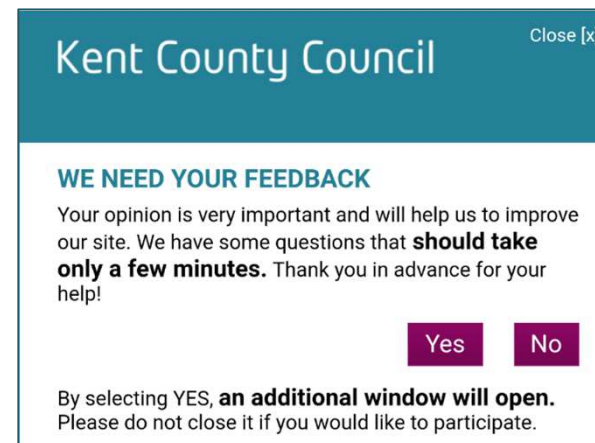 Kent County Council
Close [x
WE NEED YOUR FEEDBACK
Your opinion is very important and will help us to improve
our site. We have some questions that should take
only a few minutes. Thank you in advance for your
help!
Yes No
By selecting YES, an additional window will open.
Please do not close it if you would like to participate.